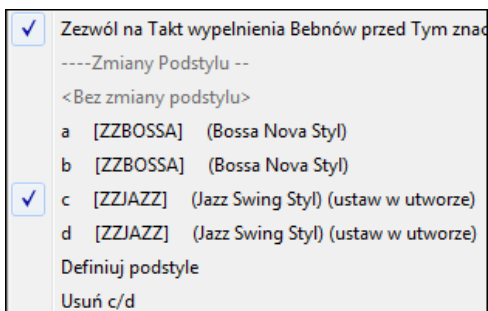 Zezwól na Takt wypelnienia Bebnów przed Tym znac
----Zmiany Podstylu --
<Bez zmiany podstylu>
a [ZZBOSSA] (Bossa Nova Styl)
b [ZZBOSSA] (Bossa Nova Styl)
c [ZZJAZZ] (Jazz Swing Styl) (ustaw w utworze)
d [ZZJAZZ] (Jazz Swing Styl) (ustaw w utworze)
Definiuj podstyle
Usuń c/d